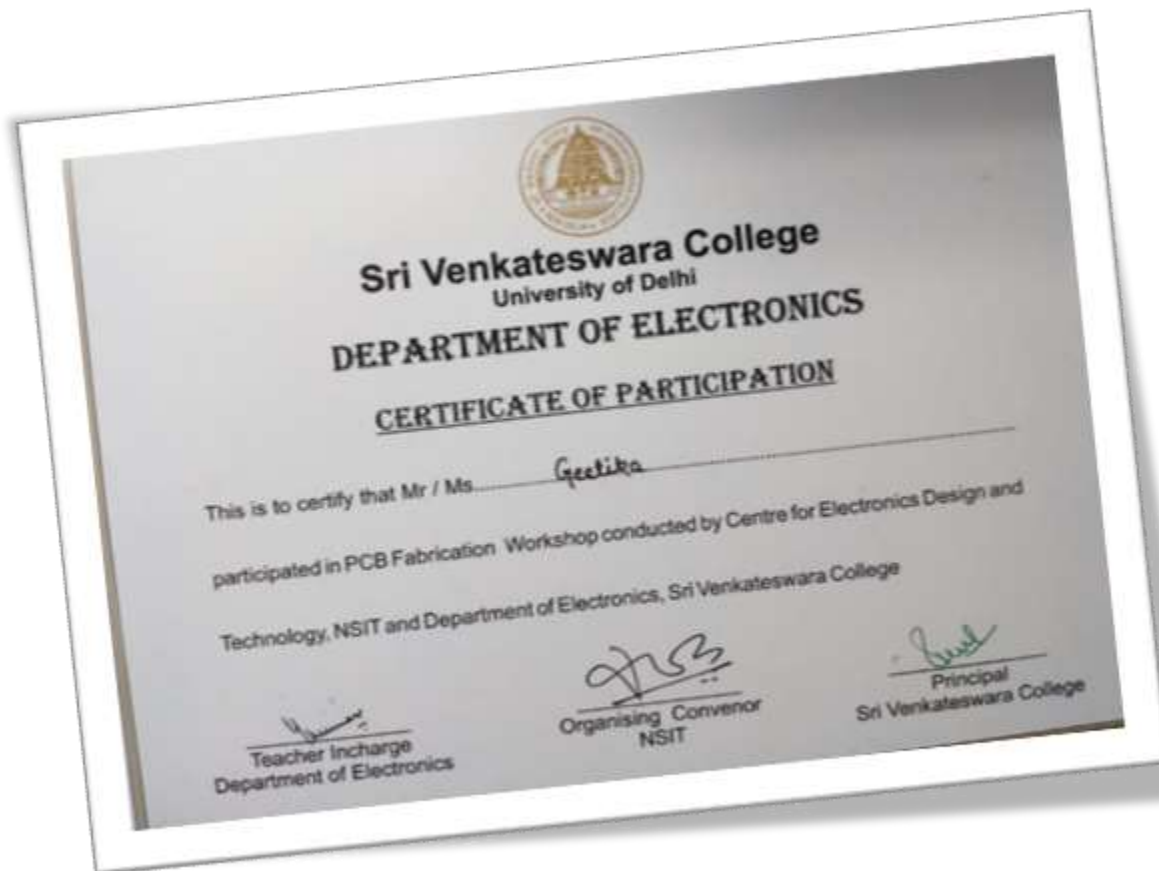 Sri Venkateswara College
University of Delhi
DEPARTMENT OF ELECTRONICS
CERTIFICATE OF PARTICIPATION
This is to certify that Mr / Ms.......... Geetika ..........
participated in PCB Fabrication Workshop conducted by Centre for Electronics Design and
Technology, NSIT and Department of Electronics, Sri Venkateswara College
Teacher Incharge
Department of Electronics
Organising Convenor
NSIT
Principal
Sri Venkateswara College